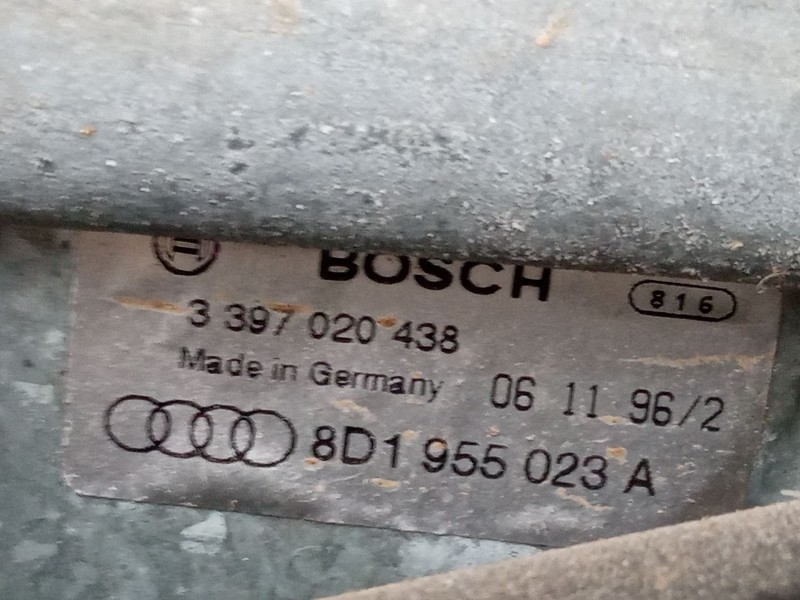 BOSCH
816
3 397 020 438
Made in Germany 06 11 96/2
8D1 955 023 A